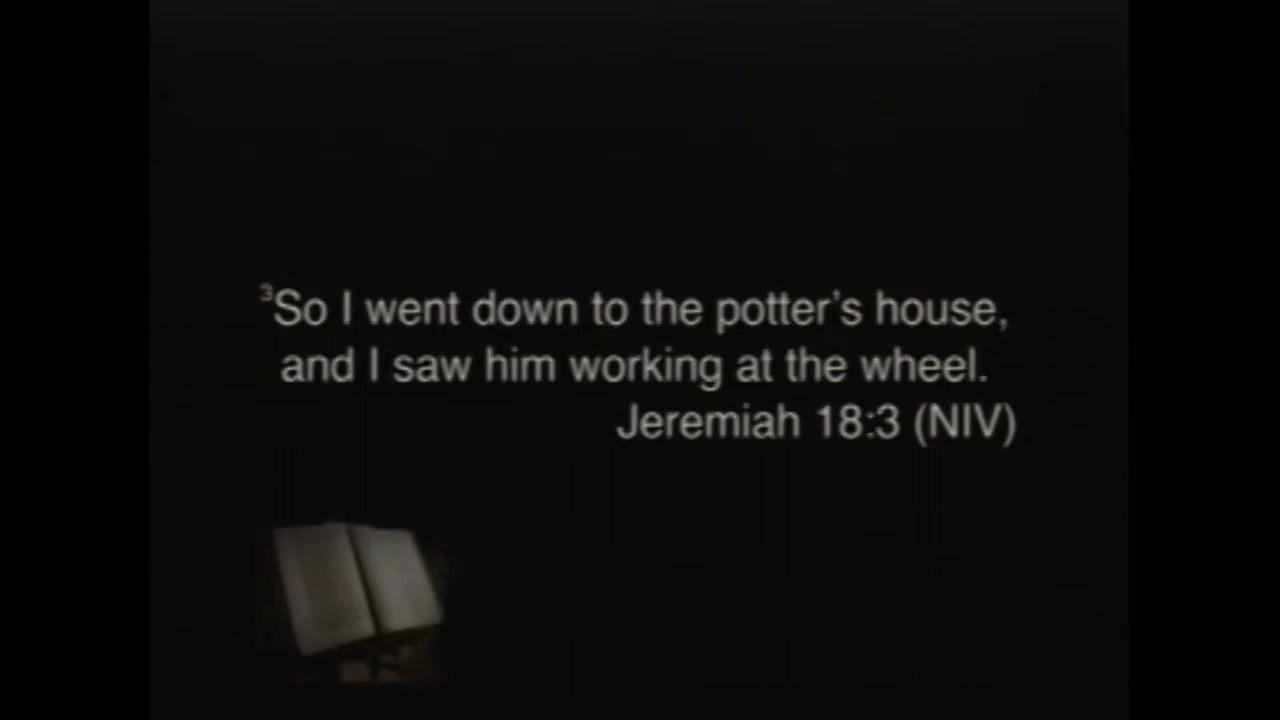 ³So I went down to the potter's house,
and I saw him working at the wheel.
Jeremiah 18:3 (NIV)